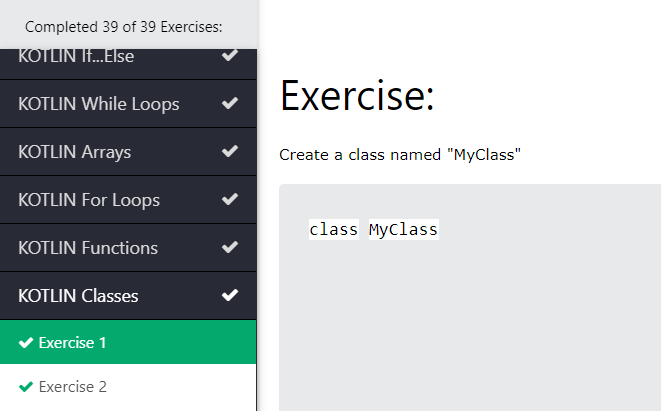 Completed 39 of 39 Exercises:
KOTLIN If...Else
KOTLIN While Loops
KOTLIN Arrays
KOTLIN For Loops
KOTLIN Functions
KOTLIN Classes
Exercise 1
Exercise 2
Exercise:
Create a class named "MyClass"
class MyClass